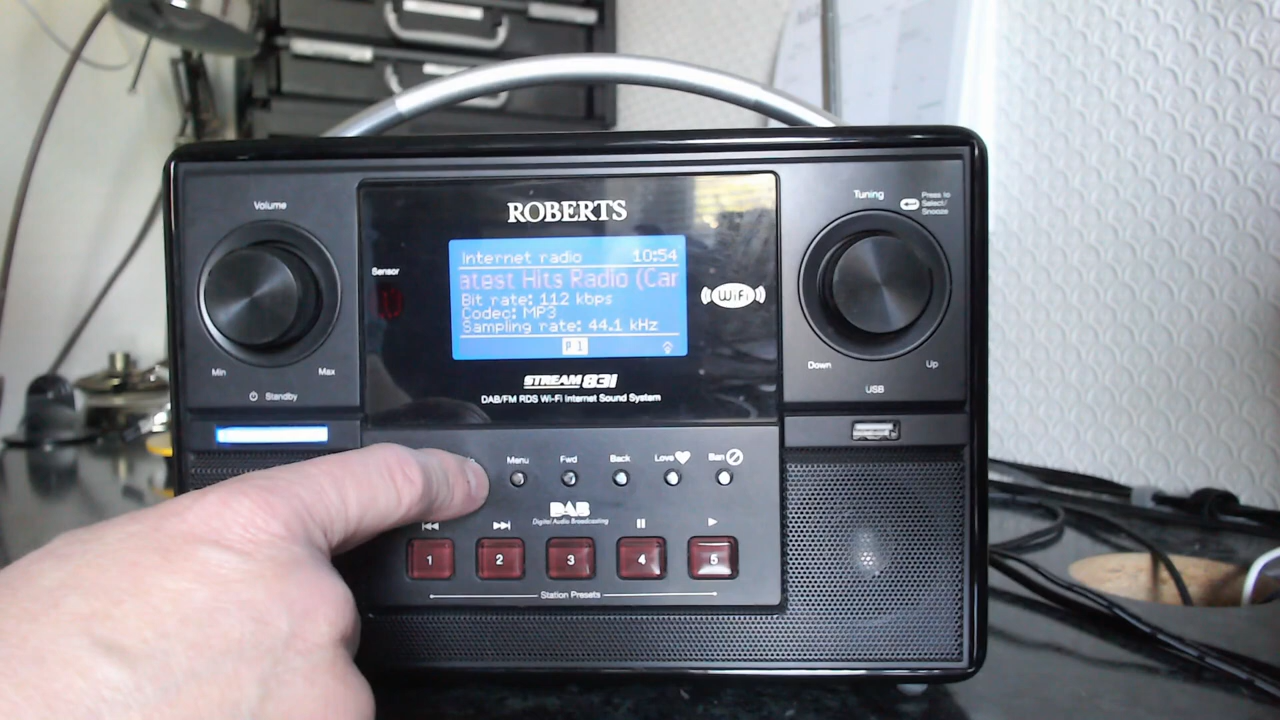 Volume
Min
Max
Standby
Sensor
ROBERTS
Internet radio 10:54
atest Hits Radio (Car
Bit rate: 112 kbps
Codec: MP3
Sampling rate: 44.1 kHz
P 1
WiFi
STREAM 83i
DAB/FM RDS Wi-Fi Internet Sound System
Tuning
Press to
Select/
Snooze
Down
Up
USB
Menu Fwd Back Love Ban
DAB
Digital Audio Broadcasting
1 2 3 4 5
Station Presets